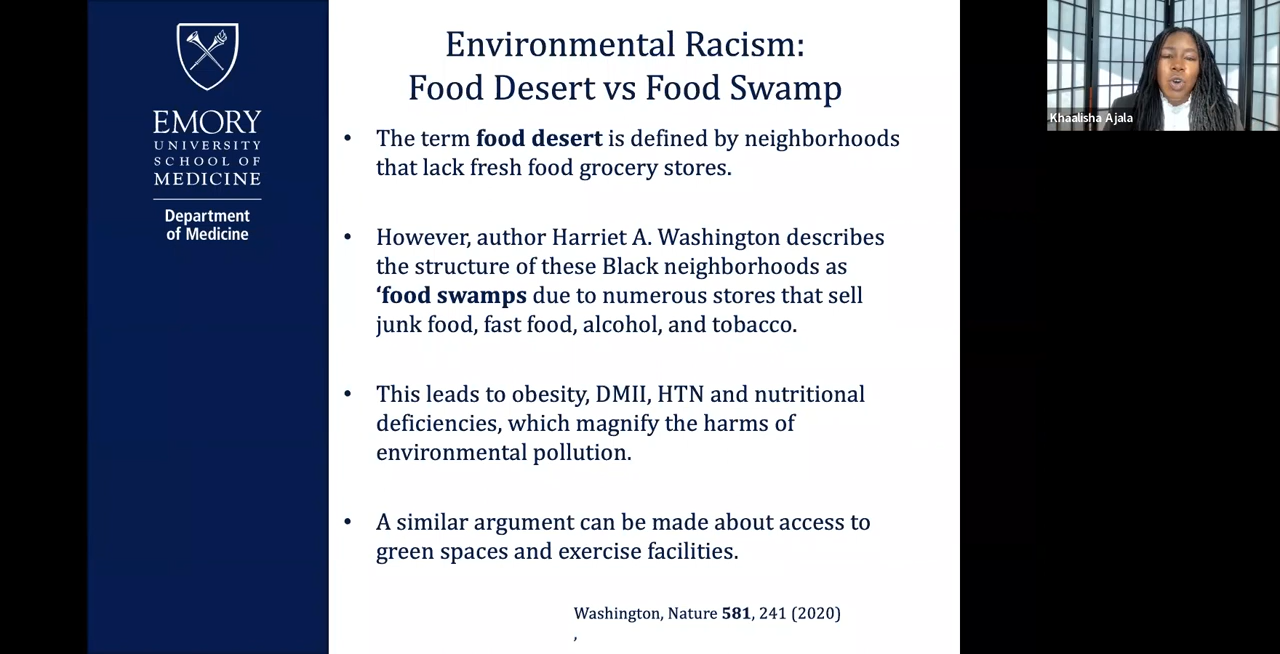 EMORY
UNIVERSITY
SCHOOL OF
MEDICINE
Department
of Medicine
Environmental Racism:
Food Desert vs Food Swamp
• The term food desert is defined by neighborhoods
that lack fresh food grocery stores.
• However, author Harriet A. Washington describes
the structure of these Black neighborhoods as
‘food swamps due to numerous stores that sell
junk food, fast food, alcohol, and tobacco.
• This leads to obesity, DMII, HTN and nutritional
deficiencies, which magnify the harms of
environmental pollution.
• A similar argument can be made about access to
green spaces and exercise facilities.
Washington, Nature 581, 241 (2020)
,
Khaalisha Ajala